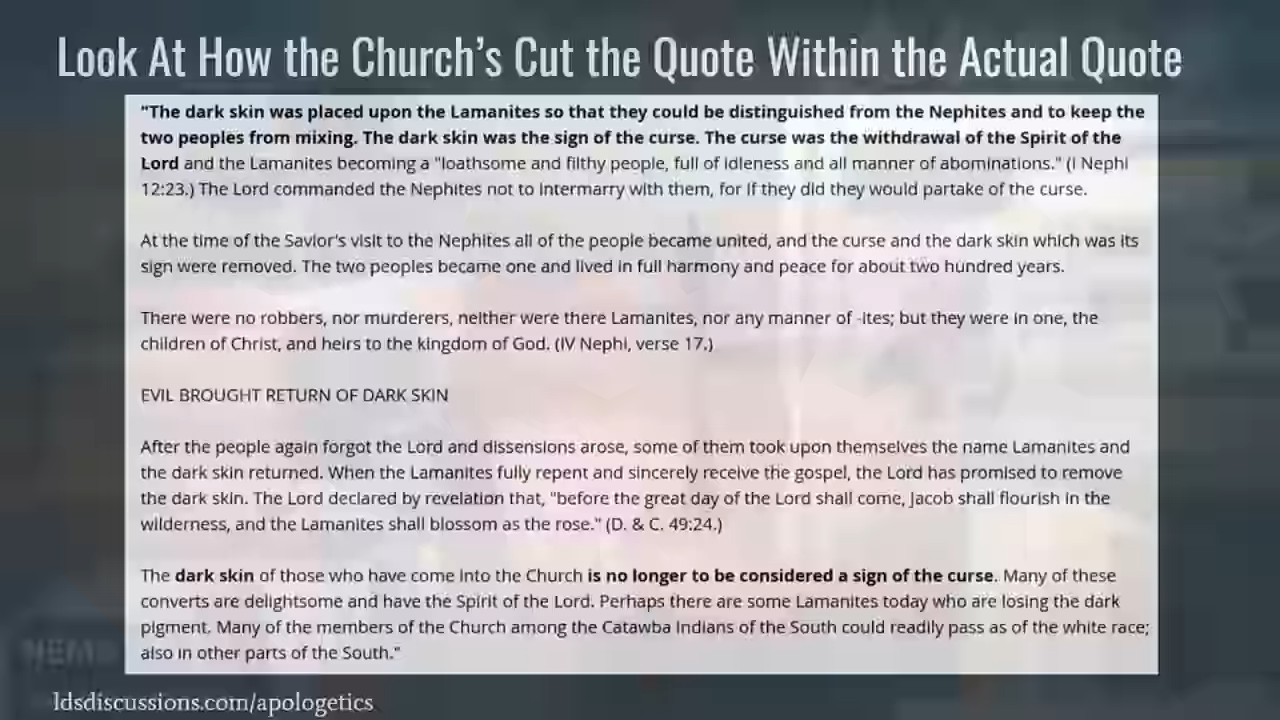 Look At How the Church's Cut the Quote Within the Actual Quote
"The dark skin was placed upon the Lamanites so that they could be distinguished from the Nephites and to keep the
two peoples from mixing. The dark skin was the sign of the curse. The curse was the withdrawal of the Spirit of the
Lord and the Lamanites becoming a "loathsome and filthy people, full of idleness and all manner of abominations." (I Nephi
12:23.) The Lord commanded the Nephites not to intermarry with them, for if they did they would partake of the curse.
At the time of the Savior's visit to the Nephites all of the people became united, and the curse and the dark skin which was its
sign were removed. The two peoples became one and lived in full harmony and peace for about two hundred years.
There were no robbers, nor murderers, neither were there Lamanites, nor any manner of -ites; but they were in one, the
children of Christ, and heirs to the kingdom of God. (IV Nephi, verse 17.)
EVIL BROUGHT RETURN OF DARK SKIN
After the people again forgot the Lord and dissensions arose, some of them took upon themselves the name Lamanites and
the dark skin returned. When the Lamanites fully repent and sincerely receive the gospel, the Lord has promised to remove
the dark skin. The Lord declared by revelation that, "before the great day of the Lord shall come, Jacob shall flourish in the
wilderness, and the Lamanites shall blossom as the rose." (D. & C. 49:24.)
The dark skin of those who have come into the Church is no longer to be considered a sign of the curse. Many of these
converts are delightsome and have the Spirit of the Lord. Perhaps there are some Lamanites today who are losing the dark
pigment. Many of the members of the Church among the Catawba Indians of the South could readily pass as of the white race;
also in other parts of the South."
NEM
ldsdiscussions.com/apologetics